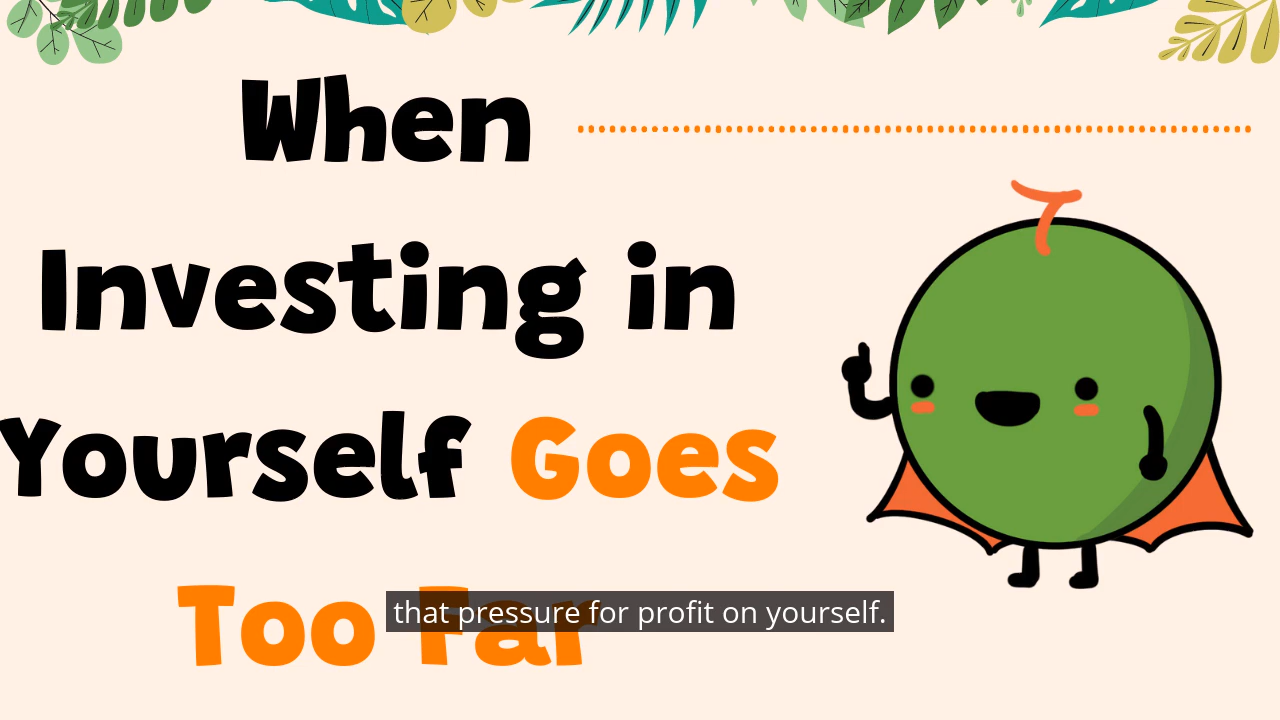 When
Investing in
Yourself Goes
Too Far
that pressure for profit on yourself.